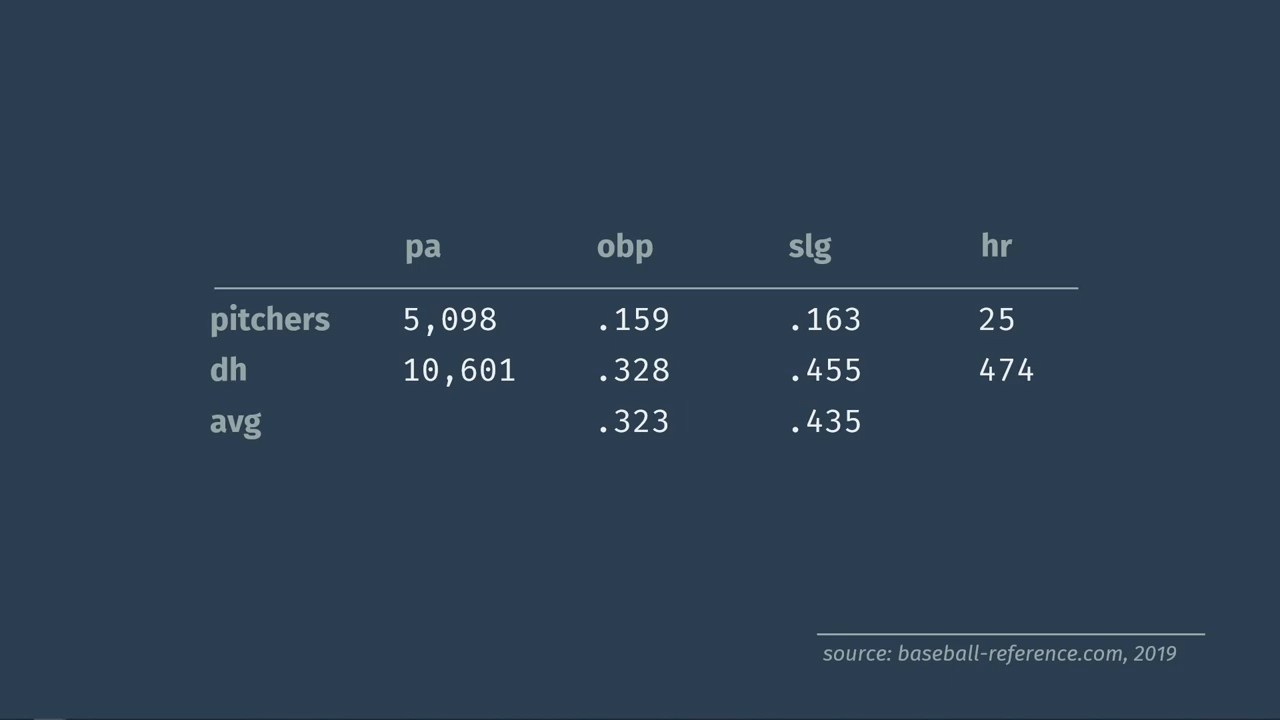 pa obp slg hr
pitchers 5,098 .159 .163 25
dh 10,601 .328 .455 474
avg .323 .435
source: baseball-reference.com, 2019